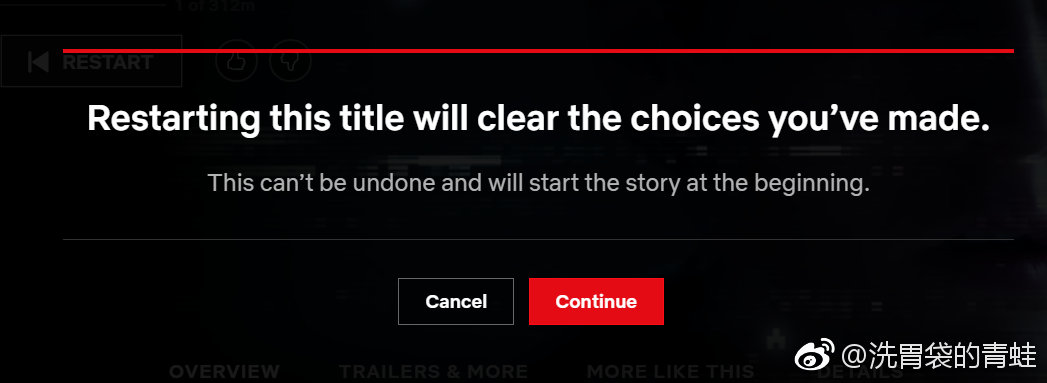 1 of 312m
RESTART
Restarting this title will clear the choices you've made.
This can't be undone and will start the story at the beginning.
Cancel
Continue
@洗胃袋的青蛙
OVERVIEW
TRAILERS & MORE
MORE LIKE THIS
DETAILS